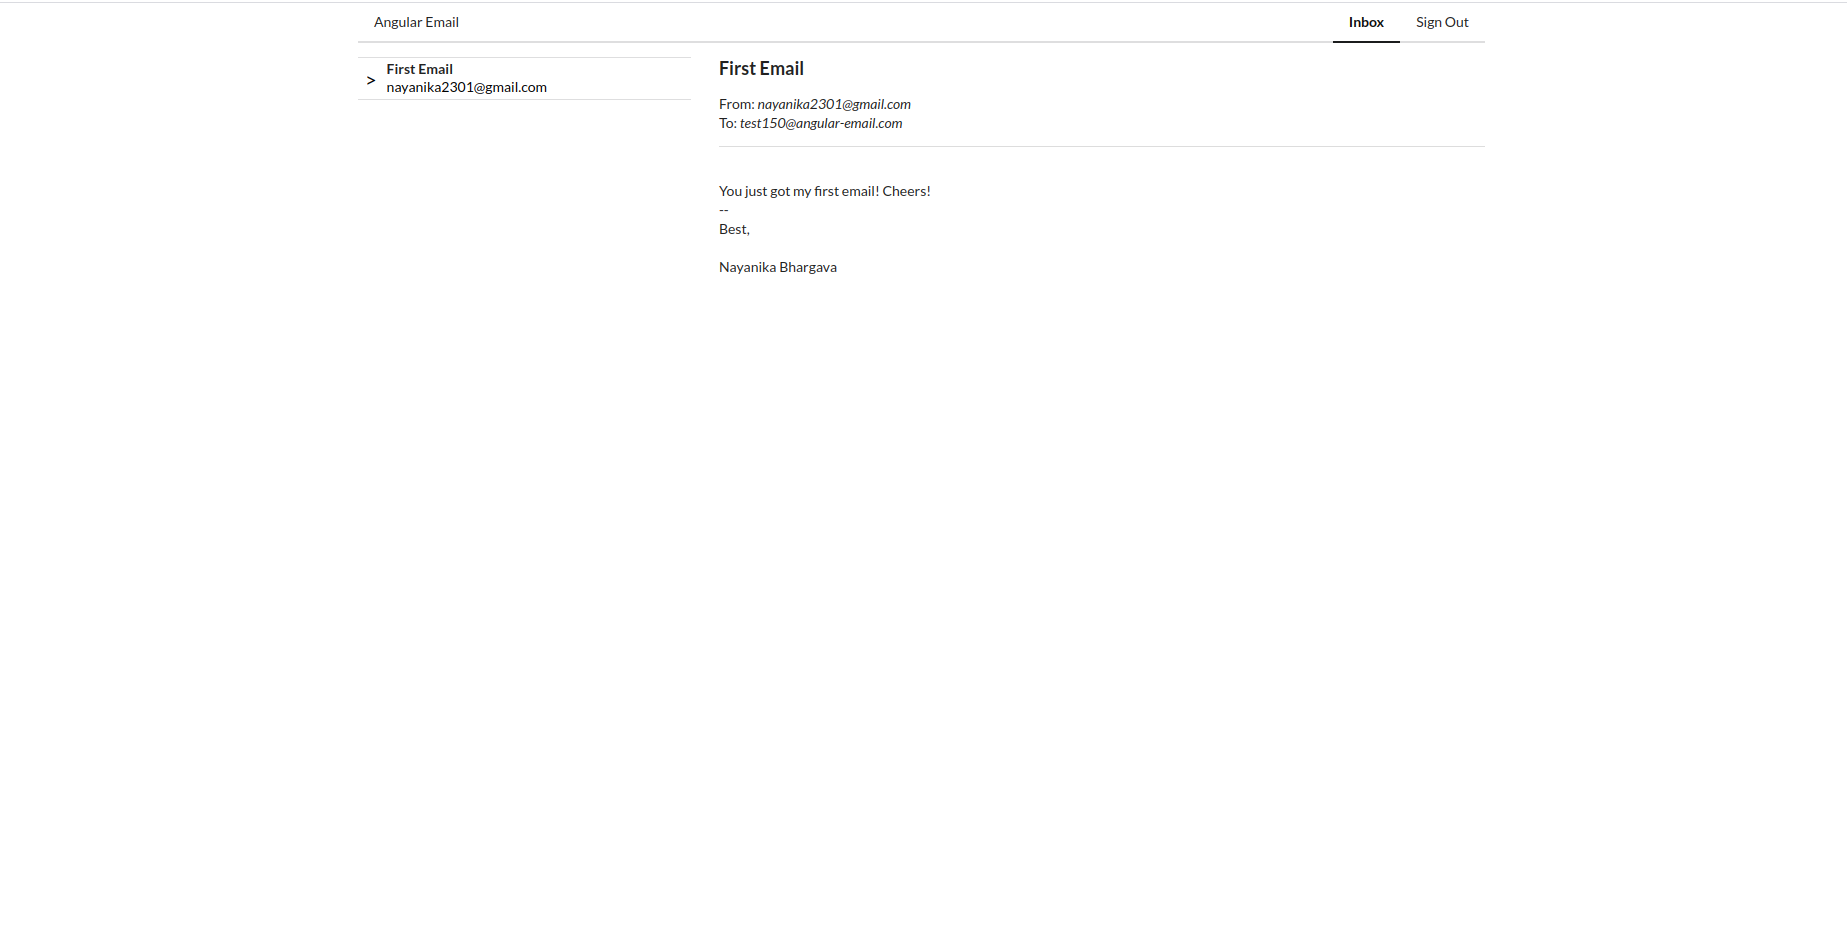 Angular Email
Inbox
Sign Out
>
First Email
nayanika2301@gmail.com
First Email
From: nayanika2301@gmail.com
To: test150@angular-email.com
You just got my first email! Cheers!
--
Best,
Nayanika Bhargava